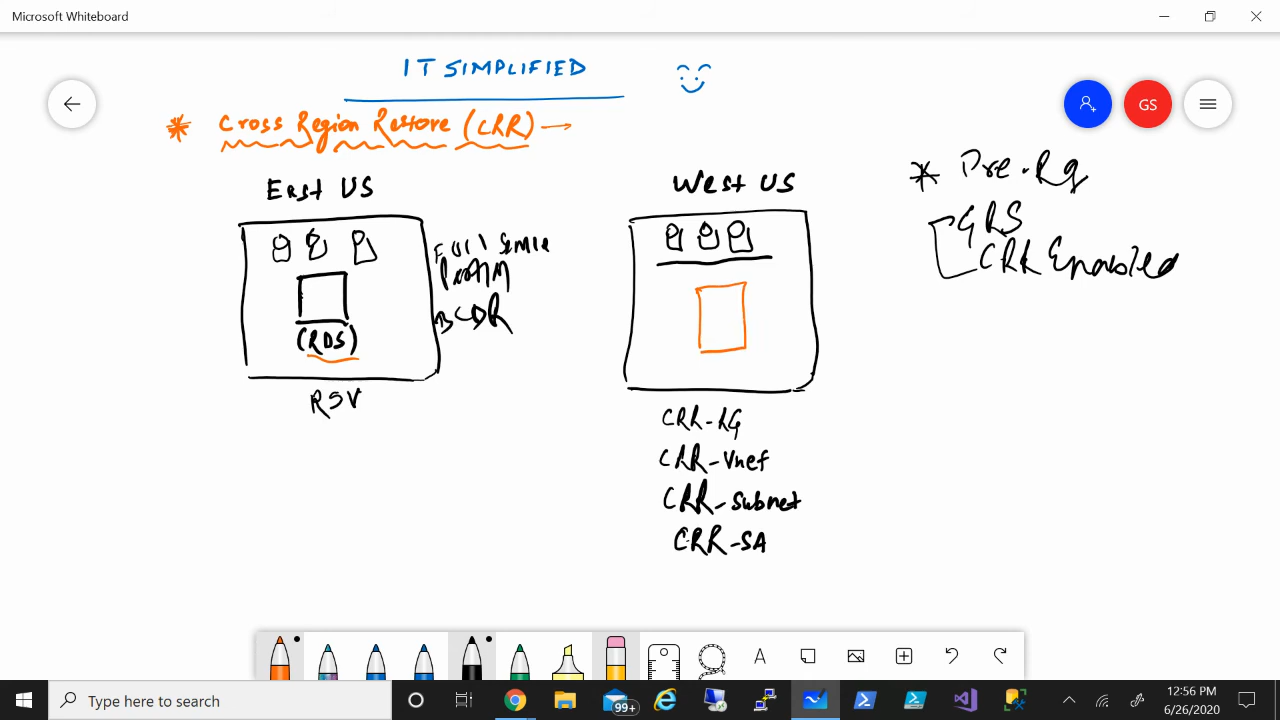 Microsoft Whiteboard
IT SIMPLIFIED
* Cross Region Restore (CRR) →
GS
East US
West US
* Pre-Rq
GRS
CRR Enabled
BCDR
(RDS)
RSV
CRR-RG
CRR-Vnet
CRR-Subnet
CRR-SA
A
Type here to search
99+
12:56 PM
6/26/2020